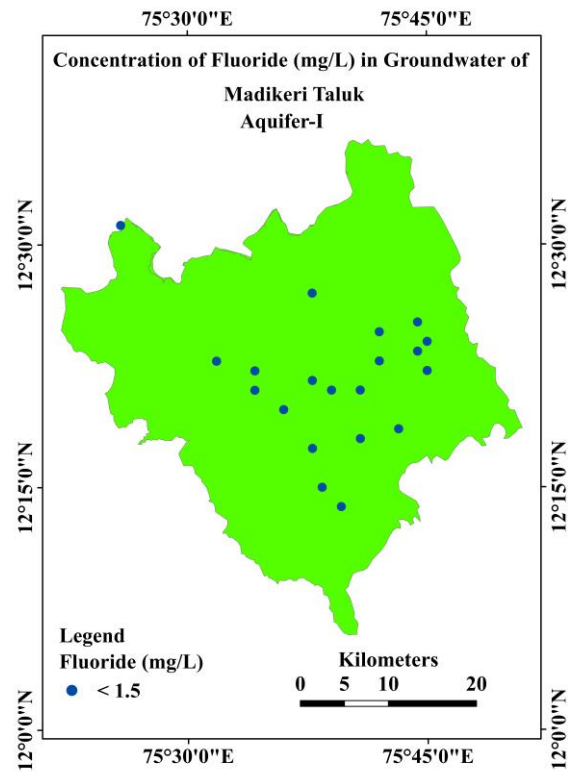 75°30'0"E 75°45'0"E
Concentration of Fluoride (mg/L) in Groundwater of
Madikeri Taluk
Aquifer-I
12°30'0"N 12°30'0"N
12°15'0"N 12°15'0"N
Legend
Fluoride (mg/L)
< 1.5
Kilometers
0 5 10 20
12°0'0"N 12°0'0"N
75°30'0"E 75°45'0"E